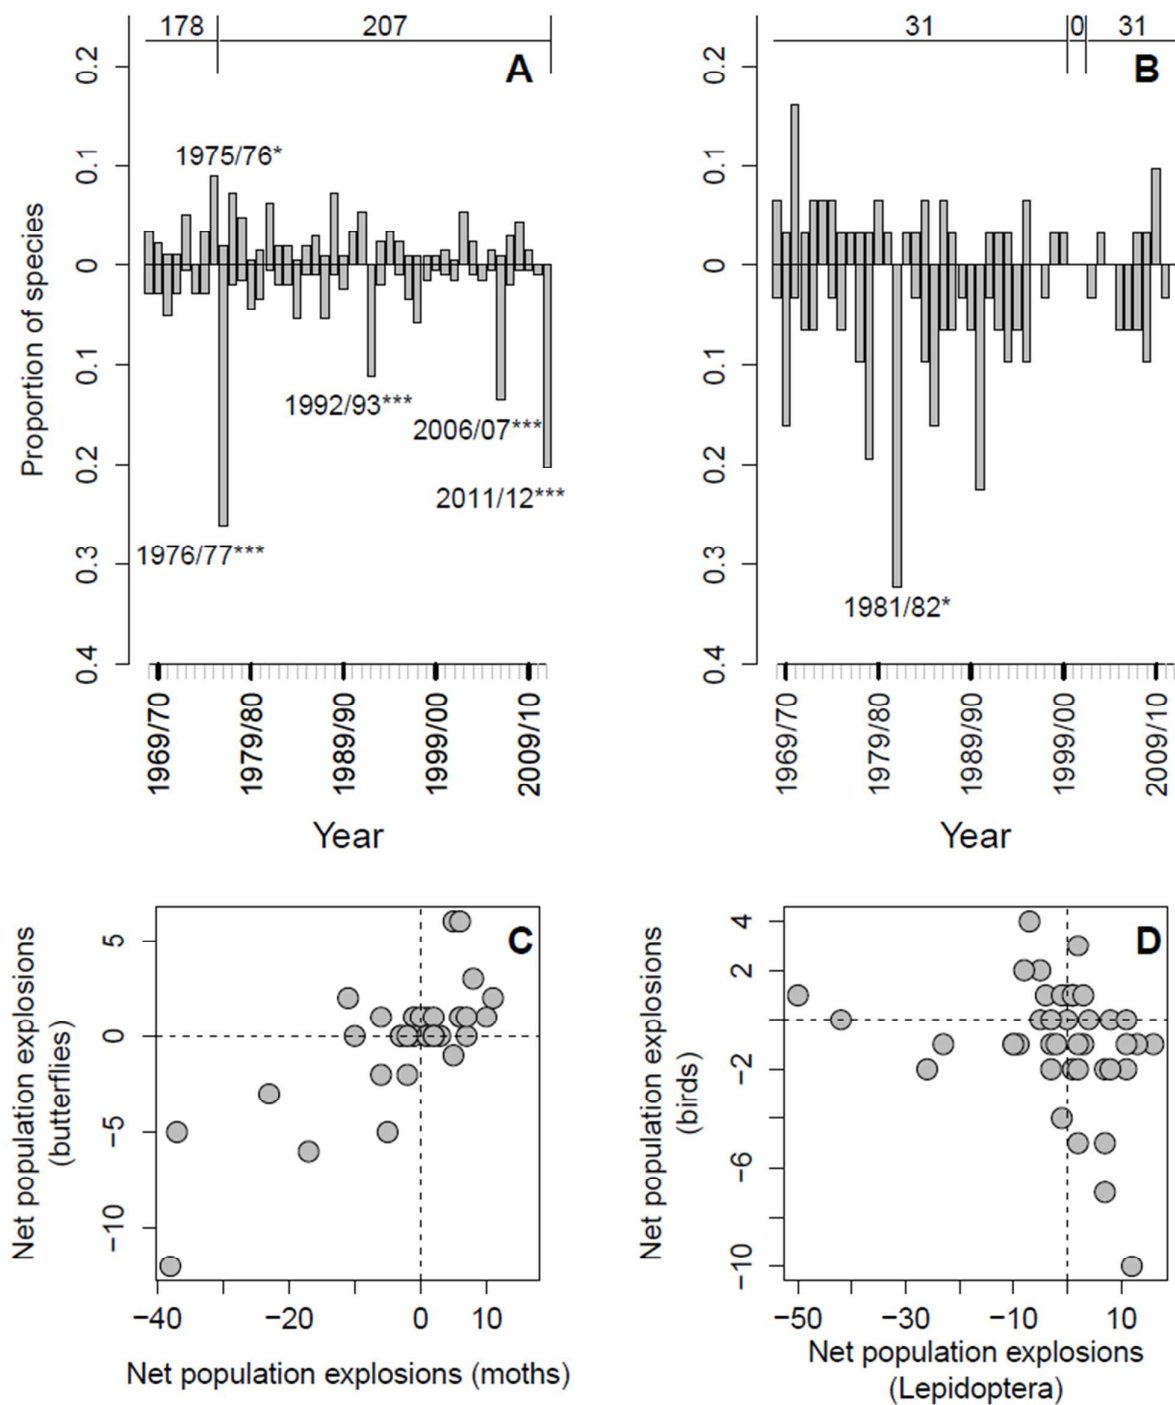 178 207
A
0.2
0.1
0
0.1
0.2
0.3
0.4
Proportion of species
1975/76*
1992/93***
2006/07***
2011/12***
1976/77***
1969/70
1979/80
1989/90
1999/00
2009/10
Year
31 0 31
B
0.2
0.1
0
0.1
0.2
0.3
0.4
1981/82*
1969/70
1979/80
1989/90
1999/00
2009/10
Year
C
Net population explosions
(butterflies)
5
0
−5
−10
−40 −20 0 10
Net population explosions (moths)
D
Net population explosions
(birds)
4
2
−2
−6
−10
−50 −30 −10 10
Net population explosions
(Lepidoptera)